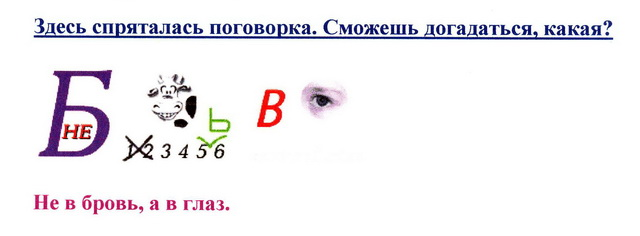 Здесь спряталась поговорка. Сможешь догадаться, какая?
Б НЕ Ь В
1 2 3 4 5 6
Не в бровь, а в глаз.